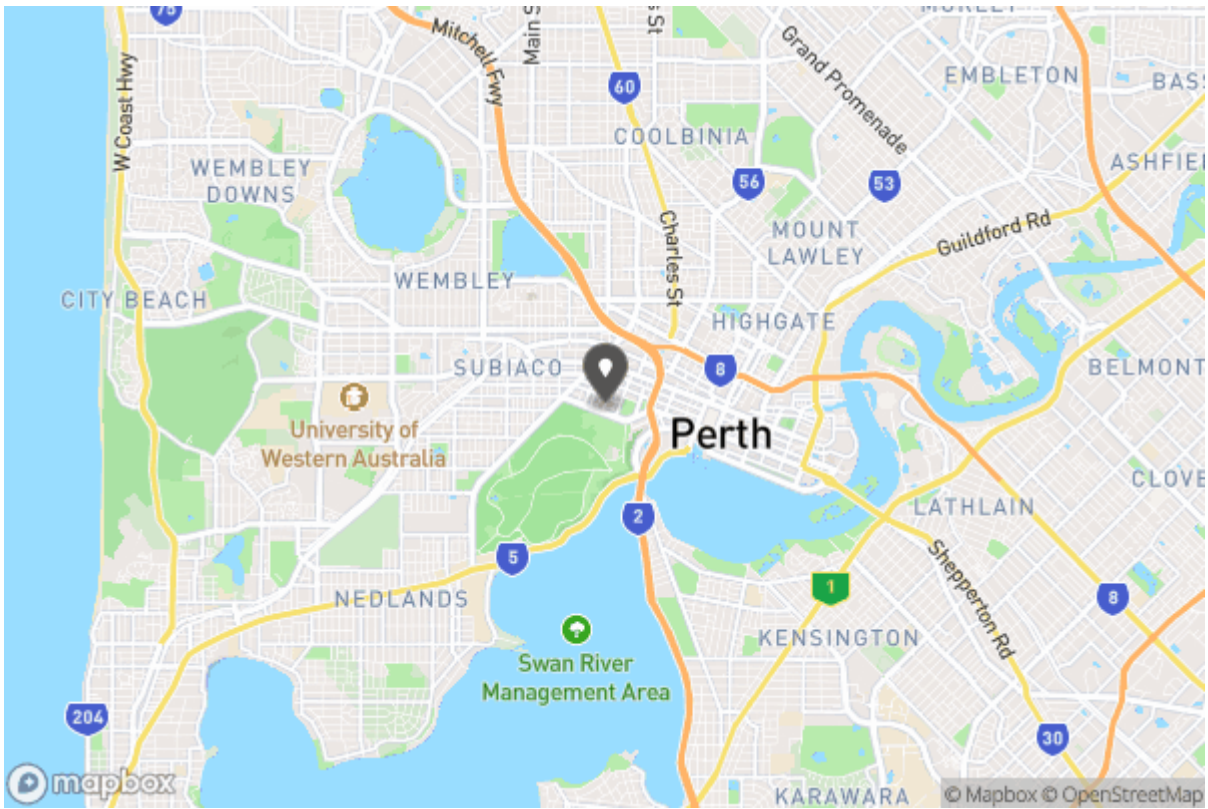 75
Mitchell Fwy
Main S
s St
MORLEY
Grand Promenade
EMBLETON
BASS
W Coast Hwy
60
COOLBINIA
WEMBLEY
DOWNS
56
53
ASHFIE
MOUNT
LAWLEY
Guildford Rd
Charles St
WEMBLEY
CITY BEACH
HIGHGATE
SUBIACO
8
BELMONT
University of
Western Australia
Perth
CLOVE
LATHLAIN
2
5
Shepperton Rd
1
8
NEDLANDS
KENSINGTON
Swan River
Management Area
204
30
mapbox
KARAWARA
© Mapbox © OpenStreetMap